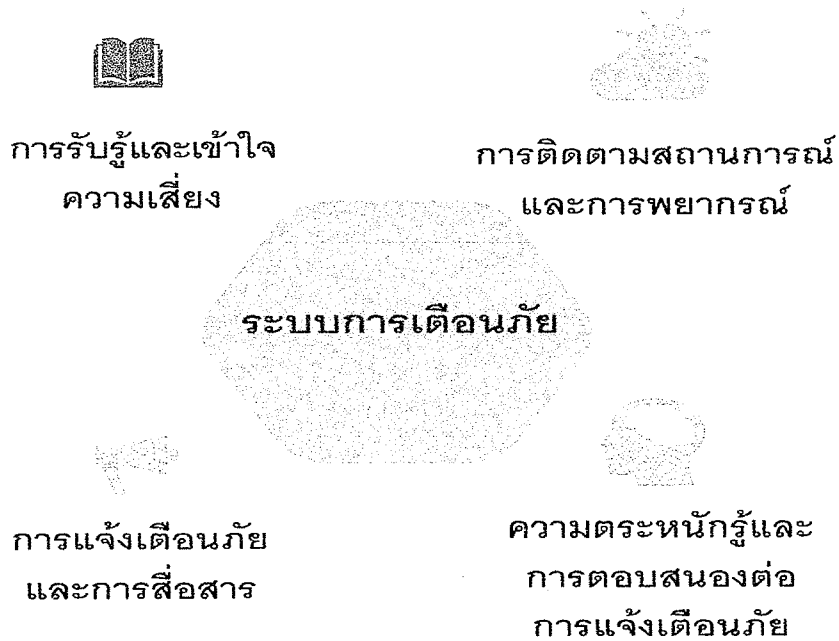 การรับรู้และเข้าใจ
ความเสี่ยง
การติดตามสถานการณ์
และการพยากรณ์
ระบบการเตือนภัย
การแจ้งเตือนภัย
และการสื่อสาร
ความตระหนักรู้และ
การตอบสนองต่อ
การแจ้งเตือนภัย